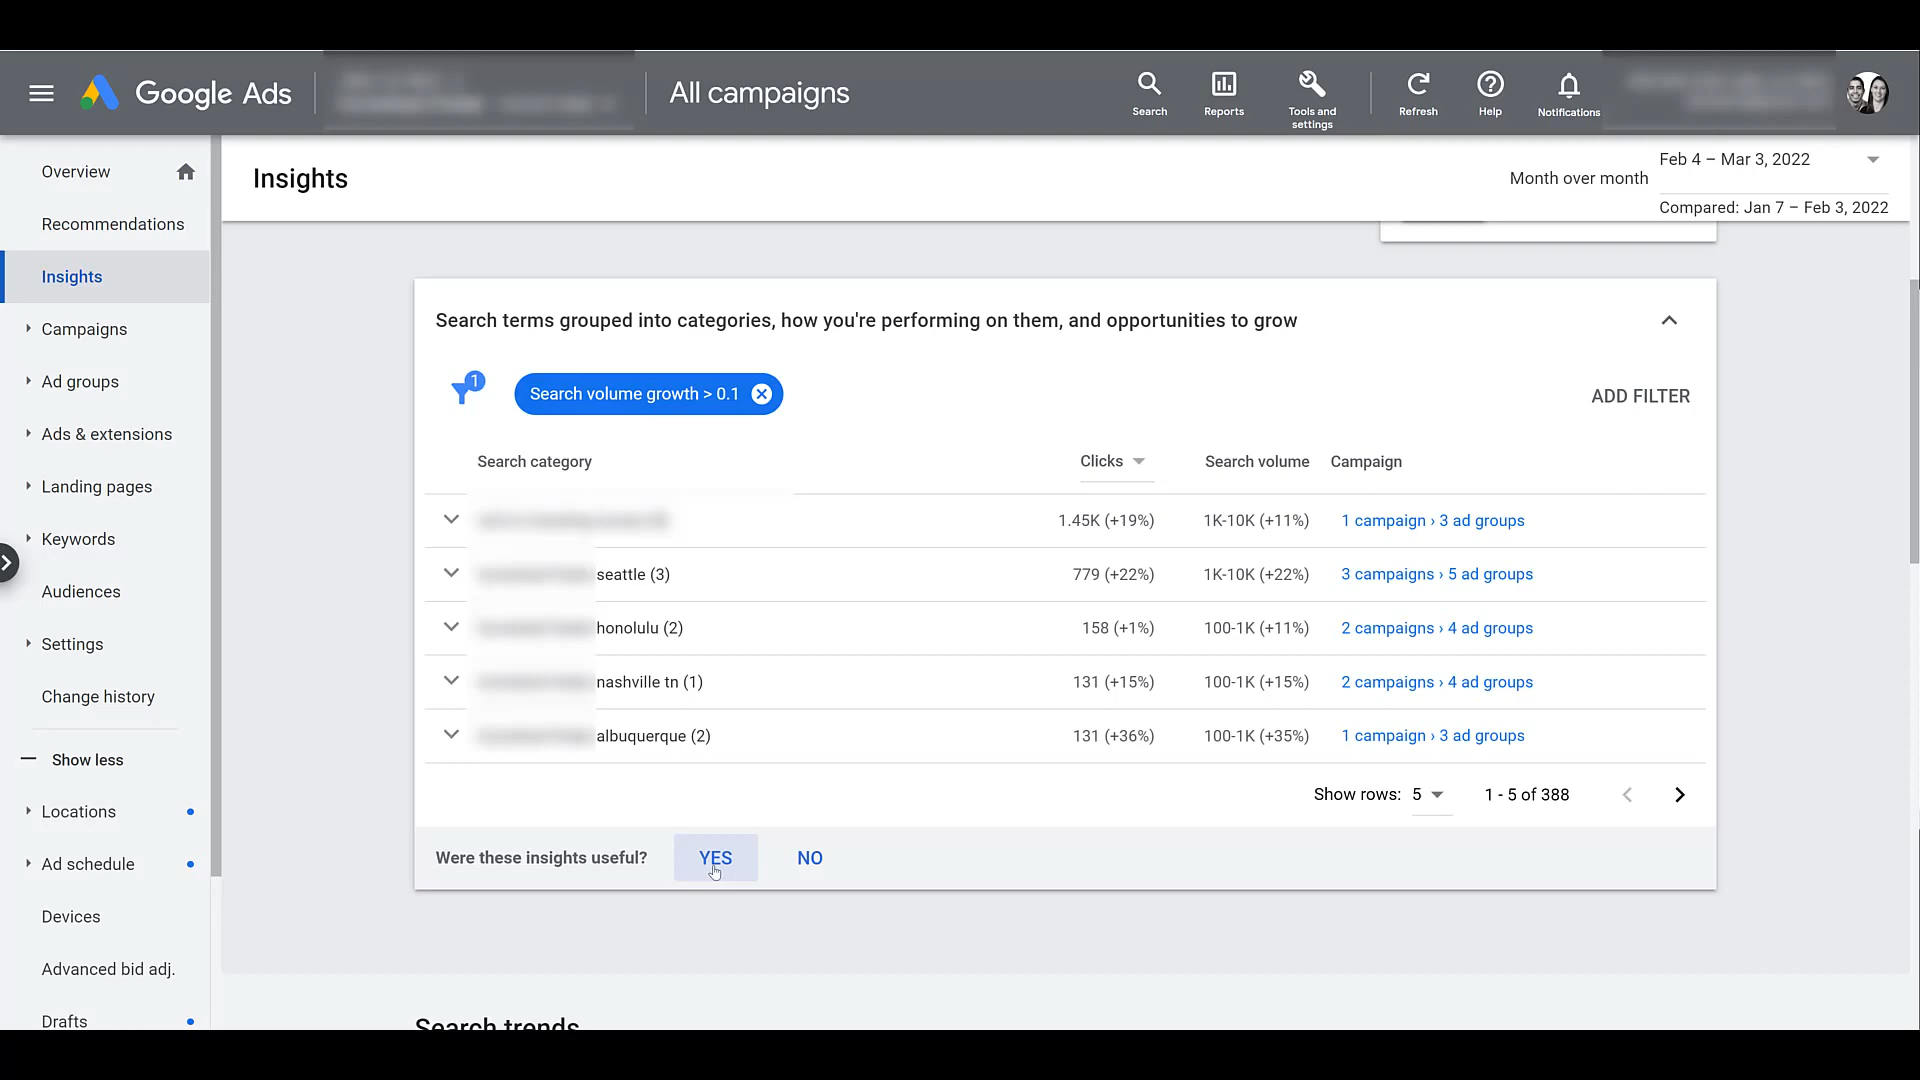 Google Ads
All campaigns
Search
Reports
Tools and settings
Refresh
Help
Notifications
Overview
Recommendations
Insights
Campaigns
Ad groups
Ads & extensions
Landing pages
Keywords
Audiences
Settings
Change history
Show less
Locations
Ad schedule
Devices
Advanced bid adj.
Drafts
Insights
Month over month
Feb 4 – Mar 3, 2022
Compared: Jan 7 – Feb 3, 2022
Search terms grouped into categories, how you're performing on them, and opportunities to grow
1
Search volume growth > 0.1
ADD FILTER
Search category Clicks Search volume Campaign
1.45K (+19%) 1K-10K (+11%) 1 campaign › 3 ad groups
seattle (3) 779 (+22%) 1K-10K (+22%) 3 campaigns › 5 ad groups
honolulu (2) 158 (+1%) 100-1K (+11%) 2 campaigns › 4 ad groups
nashville tn (1) 131 (+15%) 100-1K (+15%) 2 campaigns › 4 ad groups
albuquerque (2) 131 (+36%) 100-1K (+35%) 1 campaign › 3 ad groups
Show rows: 5 1 - 5 of 388
Were these insights useful? YES NO
Search trends